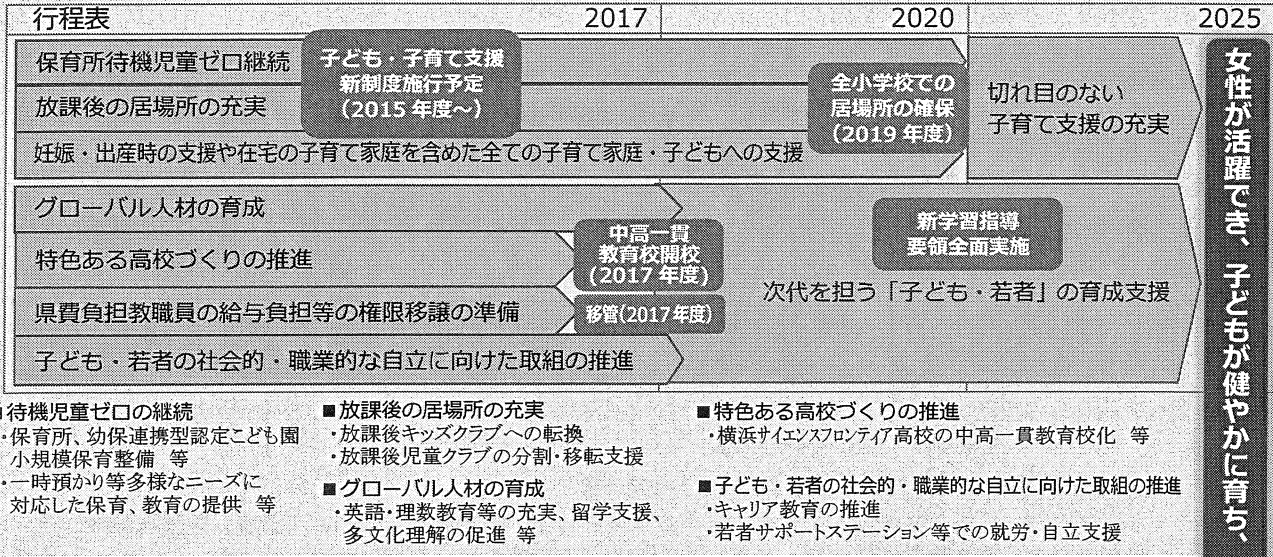 行程表 2017 2020 2025
保育所待機児童ゼロ継続
放課後の居場所の充実
妊娠・出産時の支援や在宅の子育て家庭を含めた全ての子育て家庭・子どもへの支援
子ども・子育て支援
新制度施行予定
(2015年度～)
全小学校での
居場所の確保
(2019年度)
切れ目のない
子育て支援の充実
グローバル人材の育成
特色ある高校づくりの推進
県費負担教職員の給与負担等の権限移譲の準備
子ども・若者の社会的・職業的な自立に向けた取組の推進
中高一貫
教育校開校
(2017年度)
移管(2017年度)
新学習指導
要領全面実施
次代を担う「子ども・若者」の育成支援
女性が活躍でき、子どもが健やかに育ち、
■待機児童ゼロの継続
・保育所、幼保連携型認定こども園
小規模保育整備 等
・一時預かり等多様なニーズに
対応した保育、教育の提供 等
■放課後の居場所の充実
・放課後キッズクラブへの転換
・放課後児童クラブの分割・移転支援
■グローバル人材の育成
・英語・理数教育等の充実、留学支援、
多文化理解の促進 等
■特色ある高校づくりの推進
・横浜サイエンスフロンティア高校の中高一貫教育校化 等
■子ども・若者の社会的・職業的な自立に向けた取組の推進
・キャリア教育の推進
・若者サポートステーション等での就労・自立支援